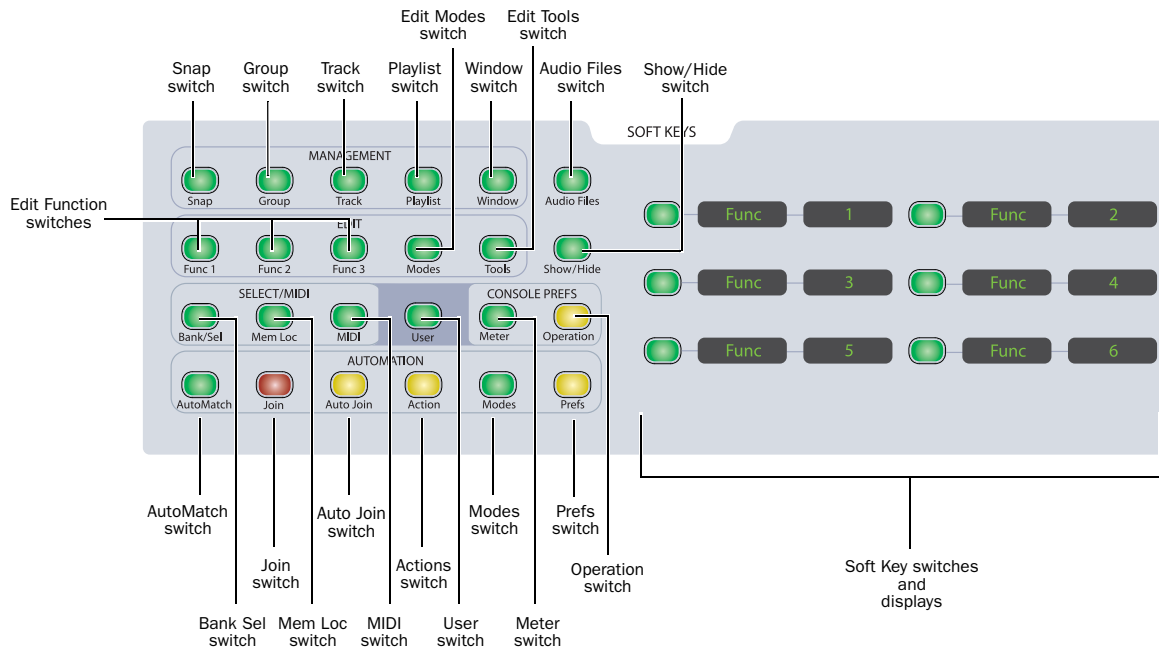 Edit Modes
switch
Edit Tools
switch
Snap
switch
Group
switch
Track
switch
Playlist
switch
Window
switch
Audio Files
switch
Show/Hide
switch
SOFT KEYS
MANAGEMENT
Snap
Group
Track
Playlist
Window
Audio Files
Edit Function
switches
EDIT
Func 1
Func 2
Func 3
Modes
Tools
Show/Hide
Func 1
Func 2
SELECT/MIDI
CONSOLE PREFS
Bank/Sel
Mem Loc
MIDI
User
Meter
Operation
Func 3
Func 4
AUTOMATION
AutoMatch
Join
Auto Join
Action
Modes
Prefs
Func 5
Func 6
AutoMatch
switch
Join
switch
Auto Join
switch
Actions
switch
Modes
switch
Prefs
switch
Operation
switch
Soft Key switches
and
displays
Bank Sel
switch
Mem Loc
switch
MIDI
switch
User
switch
Meter
switch